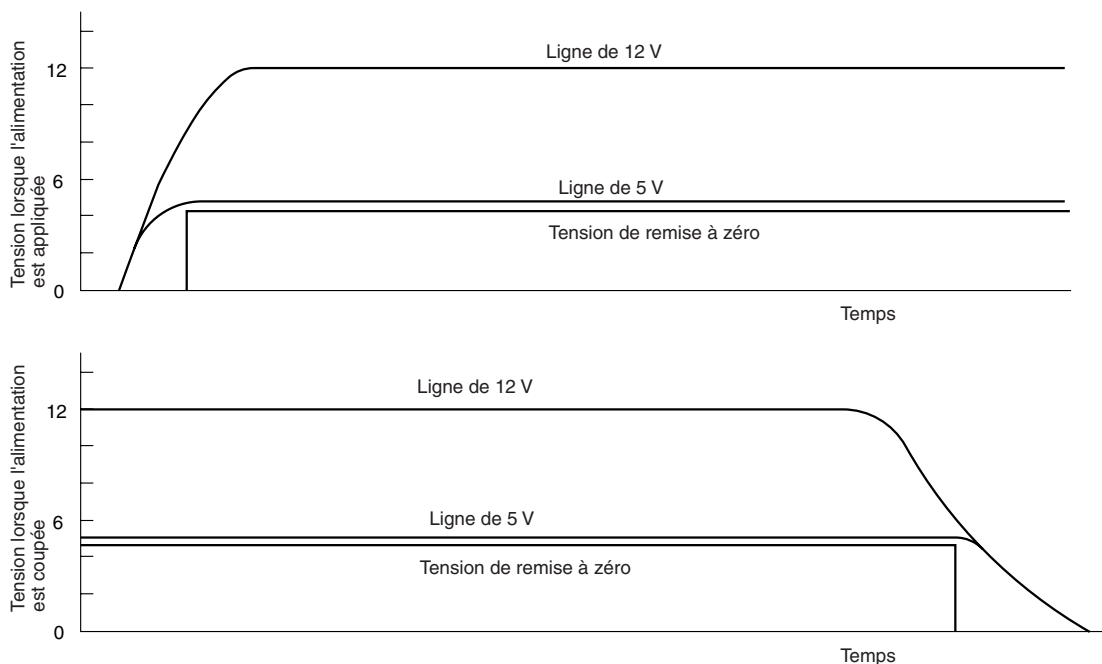 Tension lorsque l'alimentation
est appliquée
12
6
0
Ligne de 12 V
Ligne de 5 V
Tension de remise à zéro
Temps
Tension lorsque l'alimentation
est coupée
12
6
0
Ligne de 12 V
Ligne de 5 V
Tension de remise à zéro
Temps